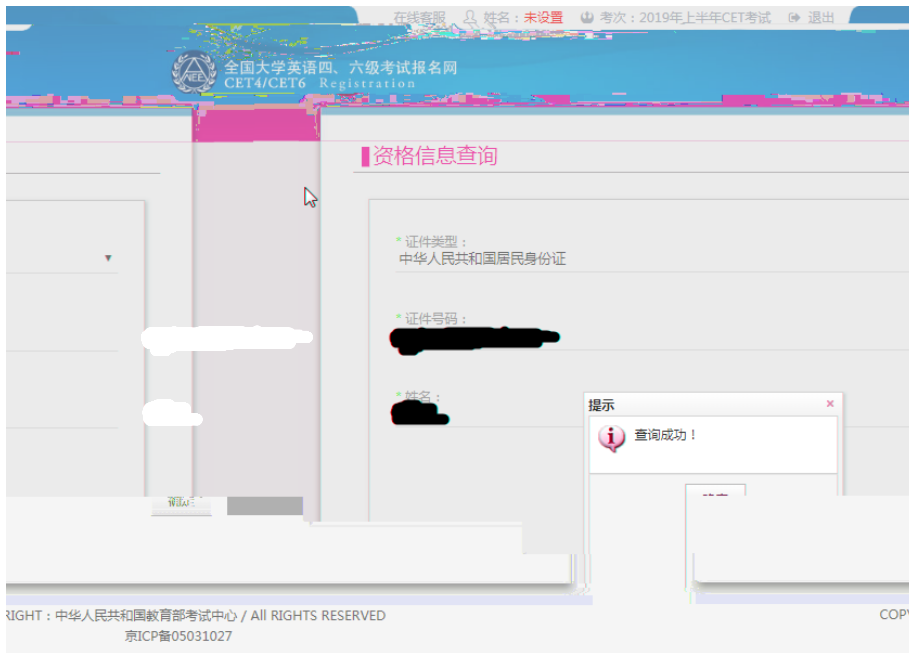 在线客服 姓名：未设置 考次：2019年上半年CET考试 退出
全国大学英语四、六级考试报名网
CET4/CET6 Registration
资格信息查询
* 证件类型：
中华人民共和国居民身份证
* 证件号码：
* 姓名：
提示
查询成功！
RIGHT：中华人民共和国教育部考试中心 / All RIGHTS RESERVED
COPY
京ICP备05031027